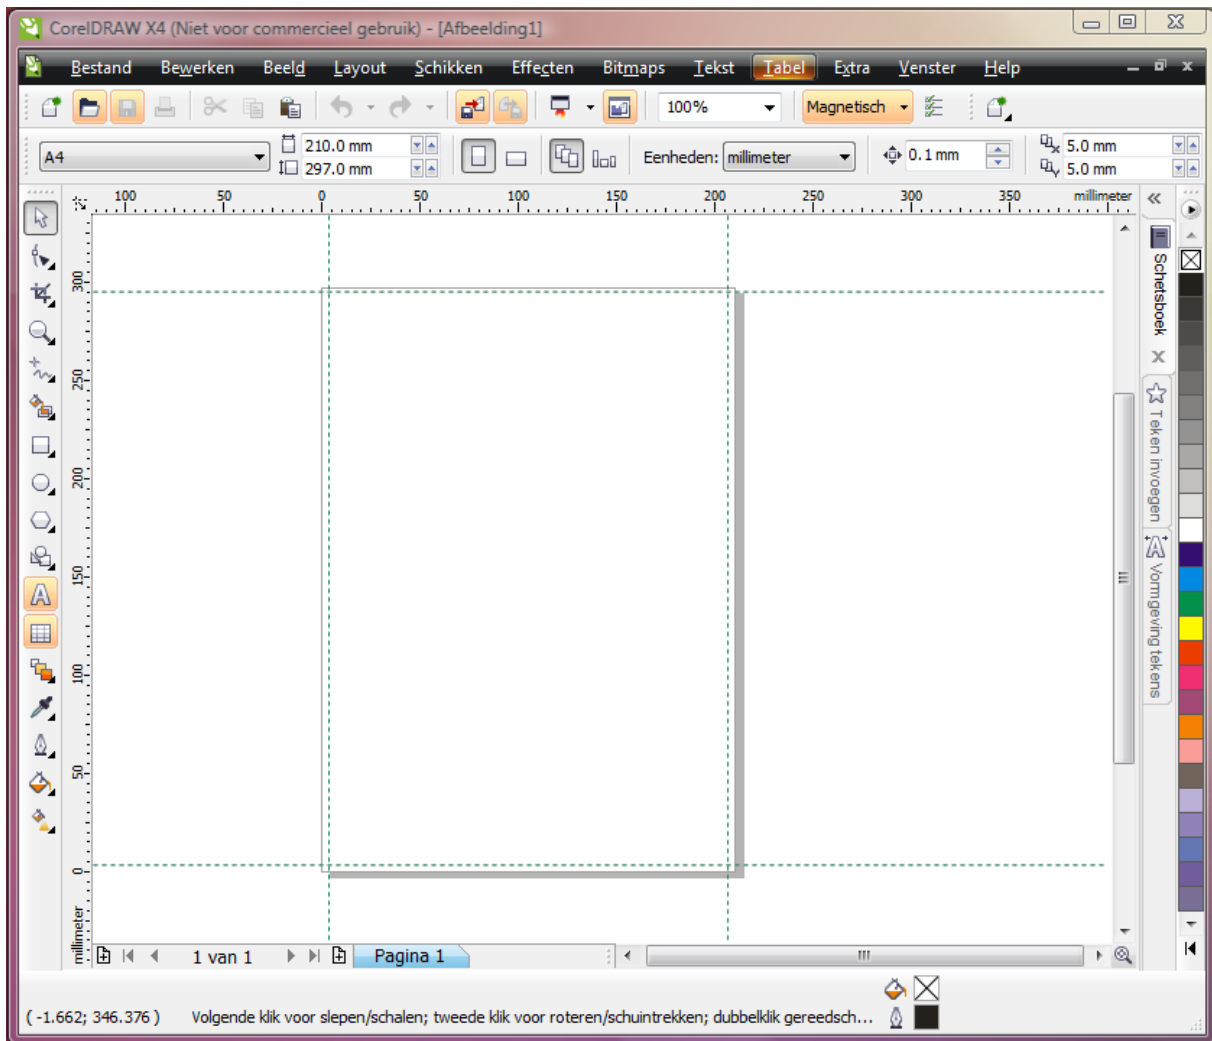 CorelDRAW X4 (Niet voor commercieel gebruik) - [Afbeelding1]
Bestand Bewerken Beeld Layout Schikken Effecten Bitmaps Tekst Tabel Extra Venster Help
100% Magnetisch
A4 210.0 mm 297.0 mm Eenheden: millimeter 0.1 mm 5.0 mm 5.0 mm
100 50 0 50 100 150 200 250 300 350 millimeter
300
250
200
150
100
50
0
millimeter
Schetsboek
Teken invoegen
Vormgeving tekens
1 van 1 Pagina 1
( -1.662; 346.376 ) Volgende klik voor slepen/schalen; tweede klik voor roteren/schuintrekken; dubbelklik gereedsch...